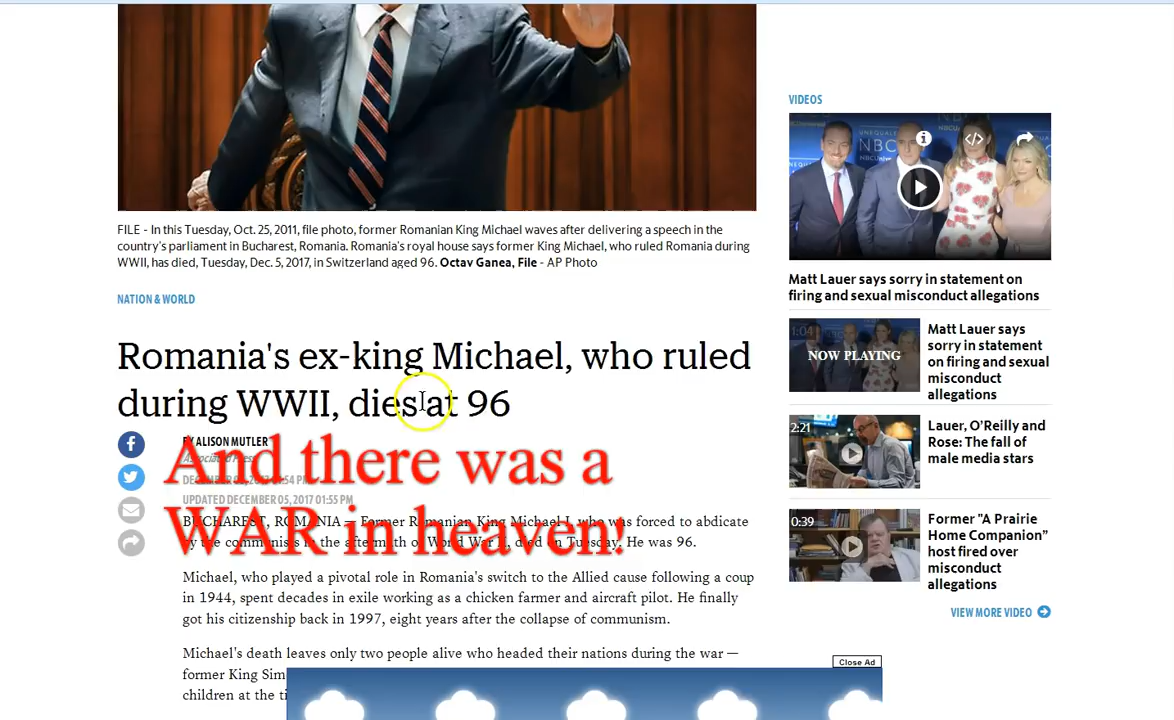 FILE - In this Tuesday, Oct. 25, 2011, file photo, former Romanian King Michael waves after delivering a speech in the
country's parliament in Bucharest, Romania. Romania's royal house says former King Michael, who ruled Romania during
WWII, has died, Tuesday, Dec. 5, 2017, in Switzerland aged 96. Octav Ganea, File - AP Photo
NATION & WORLD
Romania's ex-king Michael, who ruled
during WWII, dies at 96
BY ALISON MUTLER
Associated Press
And there was a
UPDATED DECEMBER 05, 2017 01:55 PM
WAR in heaven!
BUCHAREST, ROMANIA — Former Romanian King Michael I, who was forced to abdicate
by the communists in the aftermath of World War II, died on Tuesday. He was 96.
Michael, who played a pivotal role in Romania's switch to the Allied cause following a coup
in 1944, spent decades in exile working as a chicken farmer and aircraft pilot. He finally
got his citizenship back in 1997, eight years after the collapse of communism.
Michael's death leaves only two people alive who headed their nations during the war —
former King Sim
children at the ti
Close Ad
VIDEOS
NBC
NBCU
Matt Lauer says sorry in statement on
firing and sexual misconduct allegations
1:04
NOW PLAYING
Matt Lauer says
sorry in statement
on firing and sexual
misconduct
allegations
2:21
Lauer, O'Reilly and
Rose: The fall of
male media stars
0:39
Former "A Prairie
Home Companion"
host fired over
misconduct
allegations
VIEW MORE VIDEO